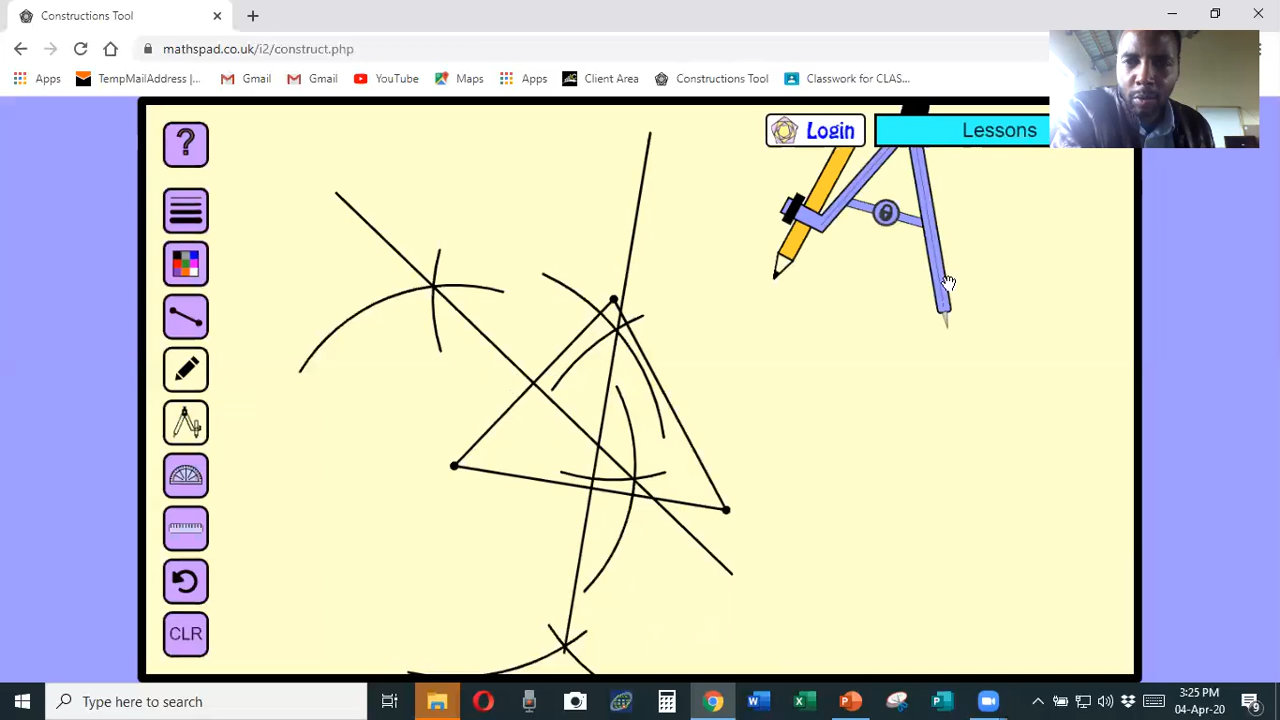 Constructions Tool
mathspad.co.uk/i2/construct.php
Apps
TempMailAddress |...
Gmail
Gmail
YouTube
Maps
Apps
Client Area
Constructions Tool
Classwork for CLAS...
?
Login
Lessons
CLR
Type here to search
3:25 PM
04-Apr-20
9